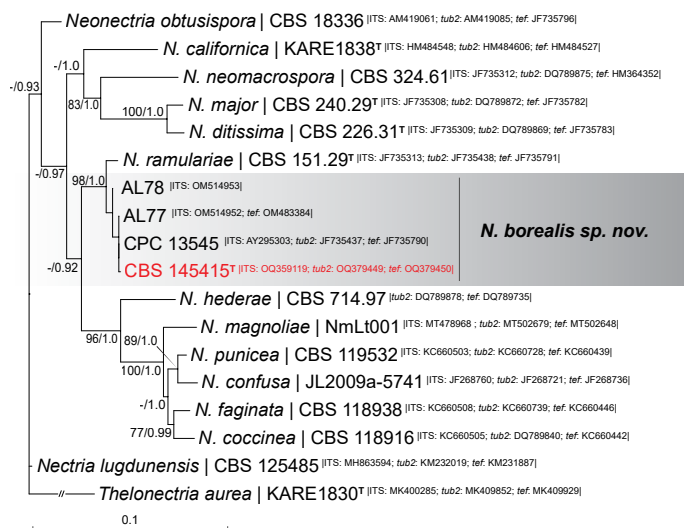 Neonectria obtusispora | CBS 18336 |ITS: AM419061; tub2: AM419085; tef: JF735796|
-/1.0
N. californica | KARE1838T |ITS: HM484548; tub2: HM484606; tef: HM484527|
-/0.93
N. neomacrospora | CBS 324.61 |ITS: JF735312; tub2: DQ789875; tef: HM364352|
83/1.0
N. major | CBS 240.29T |ITS: JF735308; tub2: DQ789872; tef: JF735782|
100/1.0
N. ditissima | CBS 226.31T |ITS: JF735309; tub2: DQ789869; tef: JF735783|
N. ramulariae | CBS 151.29T |ITS: JF735313; tub2: JF735438; tef: JF735791|
-/0.97
98/1.0
AL78 |ITS: OM514953|
AL77 |ITS: OM514952; tef: OM483384|
N. borealis sp. nov.
CPC 13545 |ITS: AY295303; tub2: JF735437; tef: JF735790|
-/0.92
CBS 145415T |ITS: OQ359119; tub2: OQ379449; tef: OQ379450|
N. hederae | CBS 714.97 |tub2: DQ789878; tef: DQ789735|
N. magnoliae | NmLt001 |ITS: MT478968 ; tub2: MT502679; tef: MT502648|
96/1.0
89/1.0
N. punicea | CBS 119532 |ITS: KC660503; tub2: KC660728; tef: KC660439|
100/1.0
N. confusa | JL2009a-5741 |ITS: JF268760; tub2: JF268721; tef: JF268736|
-/1.0
N. faginata | CBS 118938 |ITS: KC660508; tub2: KC660739; tef: KC660446|
77/0.99
N. coccinea | CBS 118916 |ITS: KC660505; tub2: DQ789840; tef: KC660442|
Nectria lugdunensis | CBS 125485 |ITS: MH863594; tub2: KM232019; tef: KM231887|
Thelonectria aurea | KARE1830T |ITS: MK400285; tub2: MK409852; tef: MK409929|
0.1